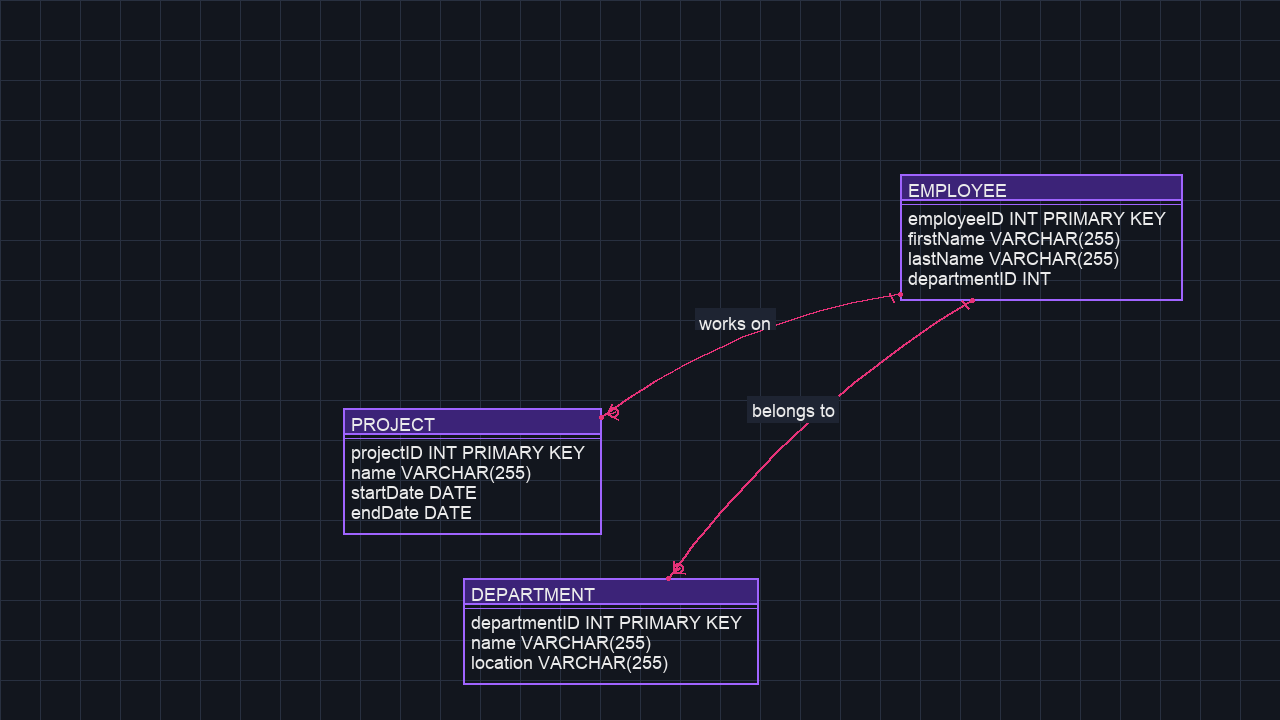 EMPLOYEE
employeeID INT PRIMARY KEY
firstName VARCHAR(255)
lastName VARCHAR(255)
departmentID INT
works on
belongs to
PROJECT
projectID INT PRIMARY KEY
name VARCHAR(255)
startDate DATE
endDate DATE
DEPARTMENT
departmentID INT PRIMARY KEY
name VARCHAR(255)
location VARCHAR(255)